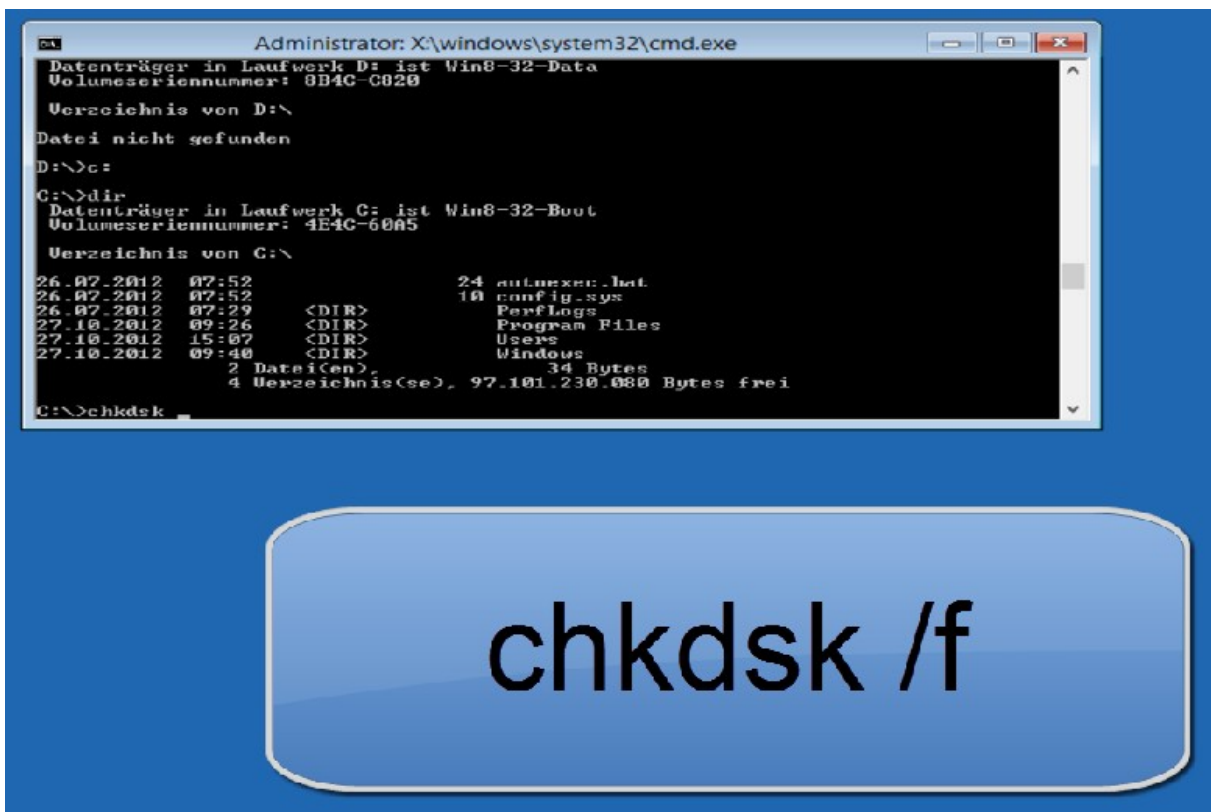 Administrator: X:\windows\system32\cmd.exe
Datenträger in Laufwerk D: ist Win8-32-Data
Volumeseriennummer: 8B4C-C820
Verzeichnis von D:\
Datei nicht gefunden
D:\>c:
C:\>dir
Datenträger in Laufwerk C: ist Win8-32-Boot
Volumeseriennummer: 4E4C-60A5
Verzeichnis von C:\
26.07.2012 07:52 24 autoexec.bat
26.07.2012 07:52 10 config.sys
26.07.2012 07:29 <DIR> PerfLogs
27.10.2012 09:26 <DIR> Program Files
27.10.2012 15:07 <DIR> Users
27.10.2012 09:40 <DIR> Windows
2 Datei(en), 34 Bytes
4 Verzeichnis(se), 97.101.230.080 Bytes frei
C:\>chkdsk _
chkdsk /f